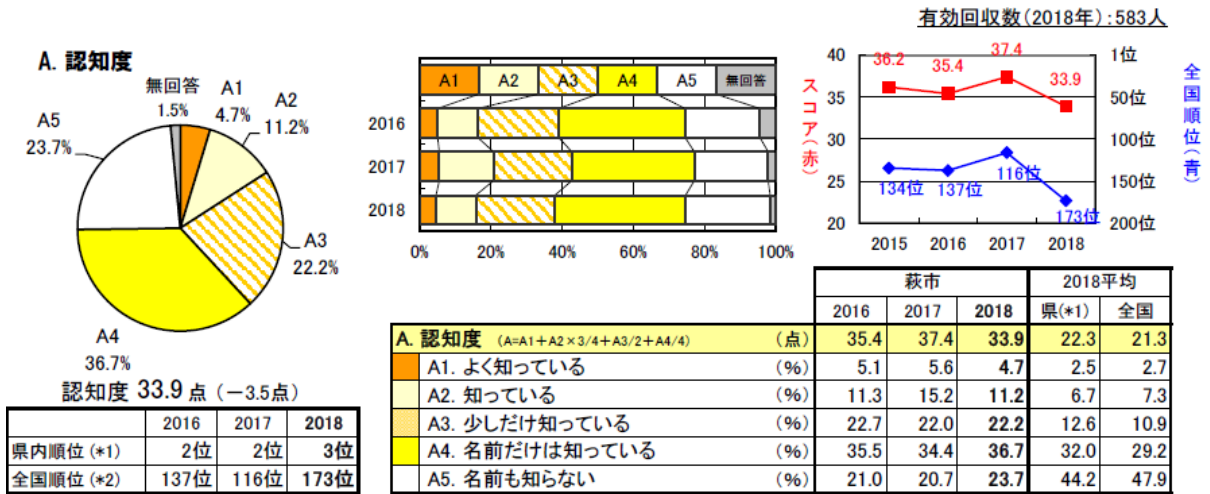 有効回収数(2018年):583人
A. 認知度
無回答
1.5%
A1
4.7%
A2
11.2%
A3
22.2%
A4
36.7%
A5
23.7%
認知度 33.9 点 (－3.5点)
2016 2017 2018
県内順位 (*1) 2位 2位 3位
全国順位 (*2) 137位 116位 173位
A1 A2 A3 A4 A5 無回答
2016
2017
2018
0% 20% 40% 60% 80% 100%
スコア(赤)
40
35
30
25
20
36.2 35.4 37.4 33.9
134位 137位 116位 173位
2015 2016 2017 2018
1位
50位
100位
150位
200位
全国順位(青)
萩市 2018平均
2016 2017 2018 県(*1) 全国
A. 認知度 (A=A1+A2×3/4+A3/2+A4/4) (点) 35.4 37.4 33.9 22.3 21.3
A1. よく知っている (%) 5.1 5.6 4.7 2.5 2.7
A2. 知っている (%) 11.3 15.2 11.2 6.7 7.3
A3. 少しだけ知っている (%) 22.7 22.0 22.2 12.6 10.9
A4. 名前だけは知っている (%) 35.5 34.4 36.7 32.0 29.2
A5. 名前も知らない (%) 21.0 20.7 23.7 44.2 47.9